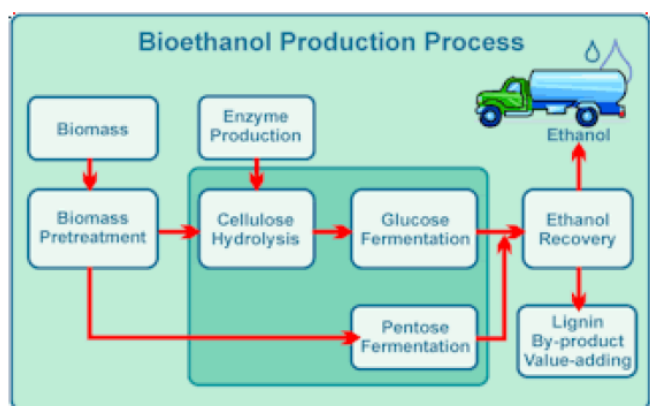 Bioethanol Production Process
Biomass
Enzyme
Production
Ethanol
Biomass
Pretreatment
Cellulose
Hydrolysis
Glucose
Fermentation
Ethanol
Recovery
Pentose
Fermentation
Lignin
By-product
Value-adding